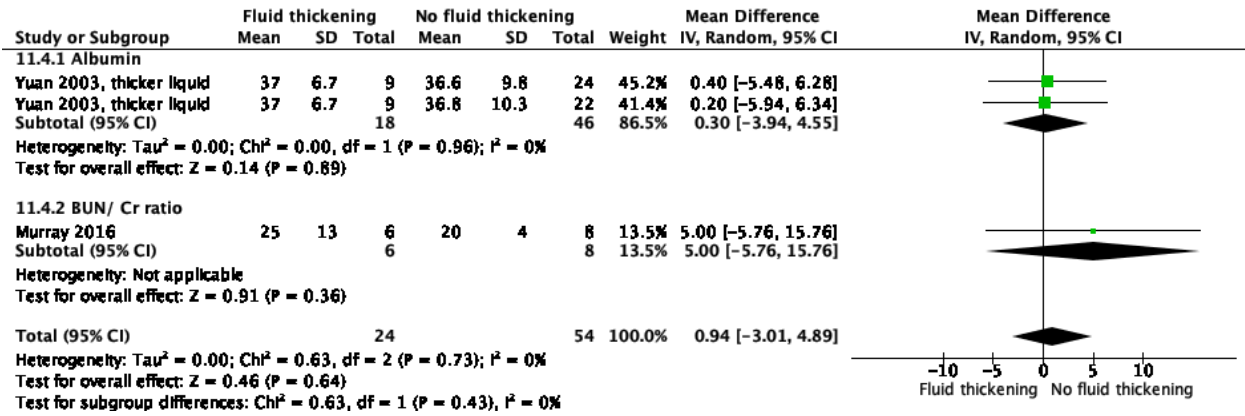 Fluid thickening No fluid thickening Mean Difference Mean Difference
Study or Subgroup Mean SD Total Mean SD Total Weight IV, Random, 95% CI IV, Random, 95% CI
11.4.1 Albumin
Yuan 2003, thicker liquid 37 6.7 9 36.6 9.8 24 45.2% 0.40 [−5.48, 6.28]
Yuan 2003, thicker liquid 37 6.7 9 36.8 10.3 22 41.4% 0.20 [−5.94, 6.34]
Subtotal (95% CI) 18 46 86.5% 0.30 [−3.94, 4.55]
Heterogeneity: Tau² = 0.00; Chi² = 0.00, df = 1 (P = 0.96); I² = 0%
Test for overall effect: Z = 0.14 (P = 0.89)
11.4.2 BUN/ Cr ratio
Murray 2016 25 13 6 20 4 8 13.5% 5.00 [−5.76, 15.76]
Subtotal (95% CI) 6 8 13.5% 5.00 [−5.76, 15.76]
Heterogeneity: Not applicable
Test for overall effect: Z = 0.91 (P = 0.36)
Total (95% CI) 24 54 100.0% 0.94 [−3.01, 4.89]
Heterogeneity: Tau² = 0.00; Chi² = 0.63, df = 2 (P = 0.73); I² = 0%
Test for overall effect: Z = 0.46 (P = 0.64)
Test for subgroup differences: Chi² = 0.63, df = 1 (P = 0.43), I² = 0%
−10 −5 0 5 10
Fluid thickening No fluid thickening